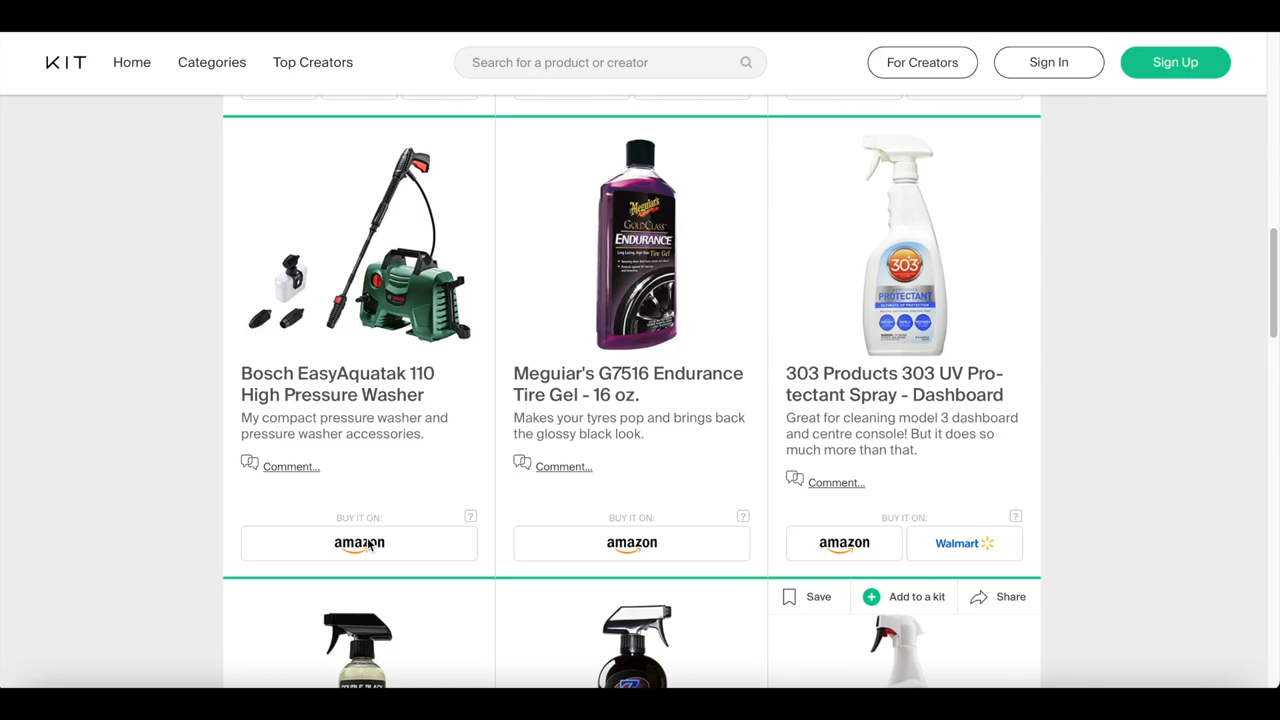 KIT
Home
Categories
Top Creators
Search for a product or creator
For Creators
Sign In
Sign Up
Meguiar's
GOLD CLASS
ENDURANCE
Tire Gel
303
PROTECTANT
Bosch EasyAquatak 110
High Pressure Washer
My compact pressure washer and
pressure washer accessories.
Comment...
BUY IT ON:
?
amazon
Meguiar's G7516 Endurance
Tire Gel - 16 oz.
Makes your tyres pop and brings back
the glossy black look.
Comment...
BUY IT ON:
?
amazon
303 Products 303 UV Pro-
tectant Spray - Dashboard
Great for cleaning model 3 dashboard
and centre console! But it does so
much more than that.
Comment...
BUY IT ON:
?
amazon
Walmart
Save
Add to a kit
Share